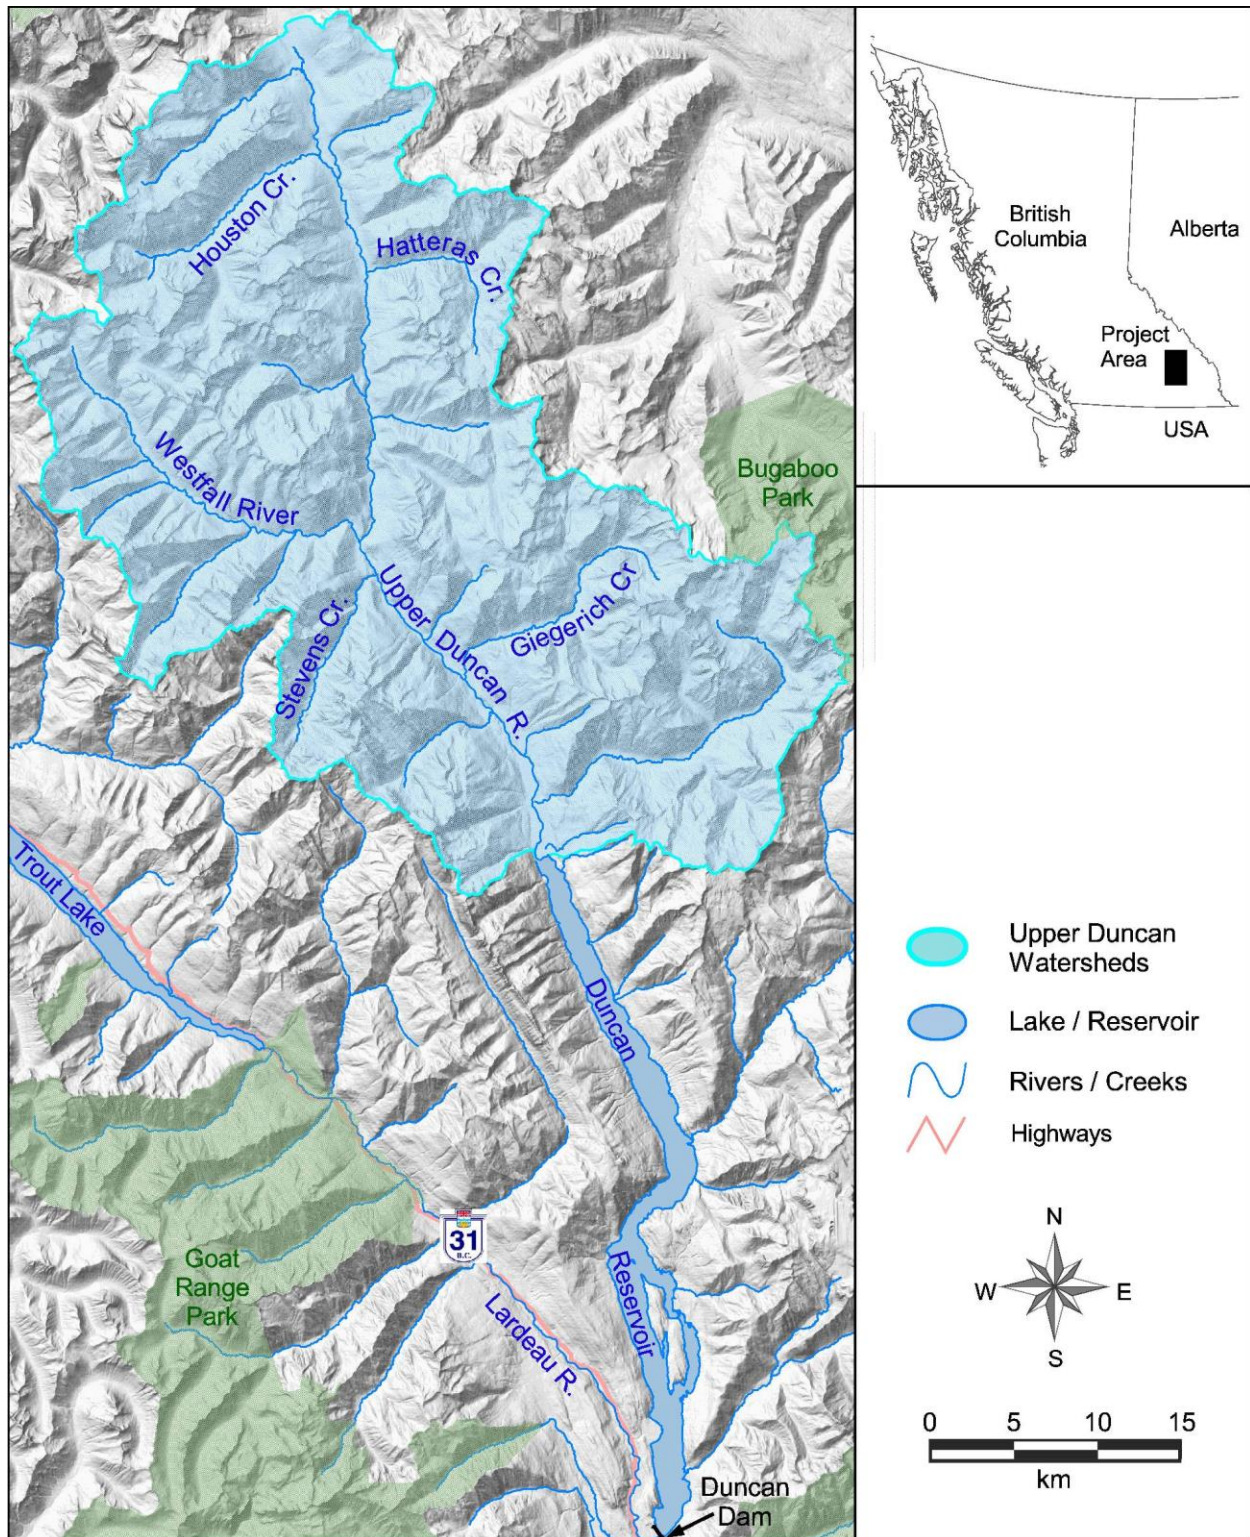 Houston Cr.
Hatteras Cr.
Westfall River
Bugaboo
Park
Upper Duncan R.
Giegerich Cr
Stevens Cr.
Trout Lake
Duncan
Reservoir
31
B.C.
Goat
Range
Park
Lardeau R.
Duncan
Dam
British
Columbia
Alberta
Project
Area
USA
Upper Duncan
Watersheds
Lake / Reservoir
Rivers / Creeks
Highways
N
W E
S
0 5 10 15
km